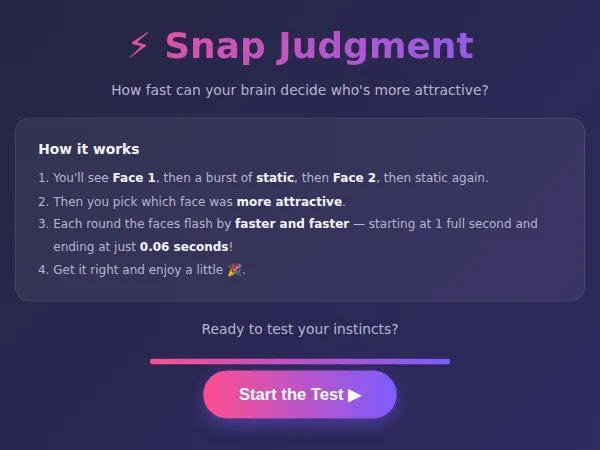 ⚡ Snap Judgment
How fast can your brain decide who's more attractive?
How it works
1. You'll see Face 1, then a burst of static, then Face 2, then static again.
2. Then you pick which face was more attractive.
3. Each round the faces flash by faster and faster — starting at 1 full second and
ending at just 0.06 seconds!
4. Get it right and enjoy a little 🎉.
Ready to test your instincts?
Start the Test ▶